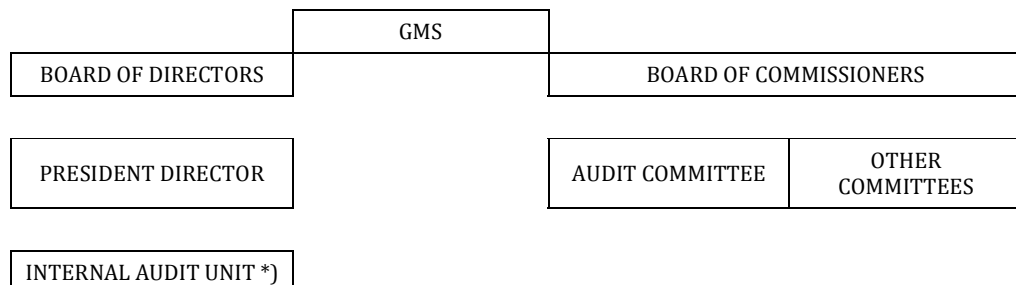 GMS
BOARD OF DIRECTORS
BOARD OF COMMISSIONERS
PRESIDENT DIRECTOR
AUDIT COMMITTEE
OTHER
COMMITTEES
INTERNAL AUDIT UNIT *)